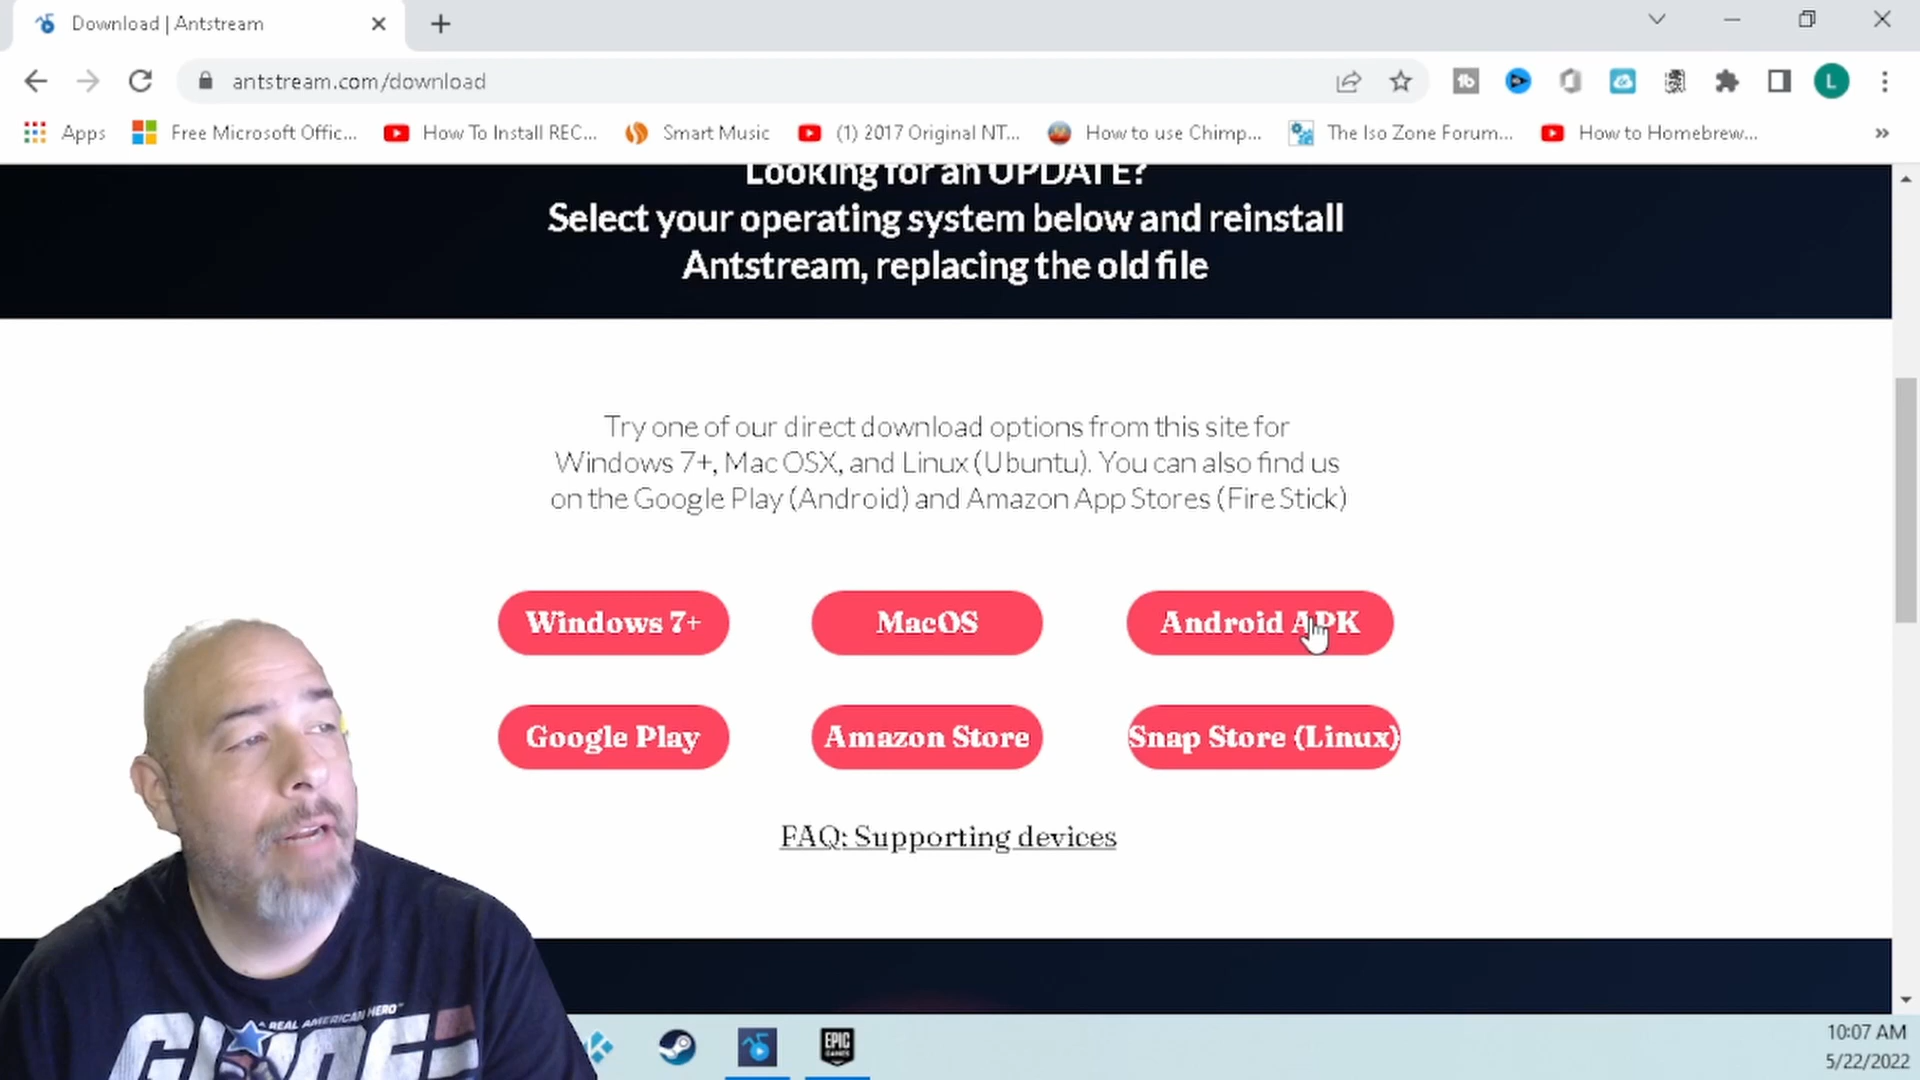 Download | Antstream
antstream.com/download
L
Apps
Free Microsoft Offic...
How To Install REC...
Smart Music
(1) 2017 Original NT...
How to use Chimp...
The Iso Zone Forum...
How to Homebrew...
Looking for an UPDATE?
Select your operating system below and reinstall
Antstream, replacing the old file
Try one of our direct download options from this site for
Windows 7+, Mac OSX, and Linux (Ubuntu). You can also find us
on the Google Play (Android) and Amazon App Stores (Fire Stick)
Windows 7+
MacOS
Android APK
Google Play
Amazon Store
Snap Store (Linux)
FAQ: Supporting devices
A REAL AMERICAN HERO™
EPIC
GAMES
10:07 AM
5/22/2022